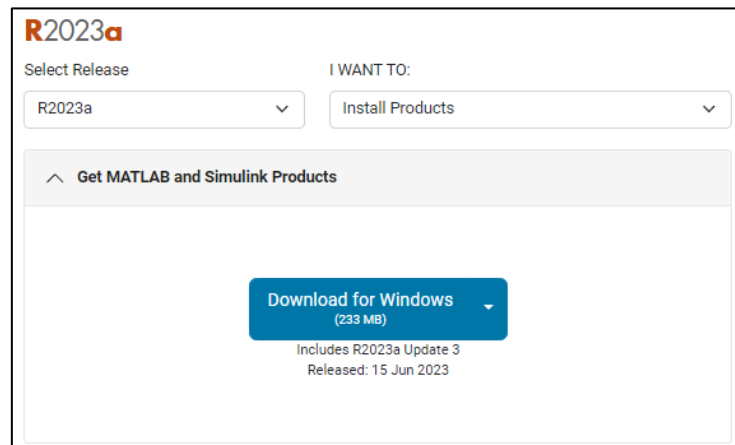 R2023a
Select Release
I WANT TO:
R2023a
Install Products
Get MATLAB and Simulink Products
Download for Windows
(233 MB)
Includes R2023a Update 3
Released: 15 Jun 2023